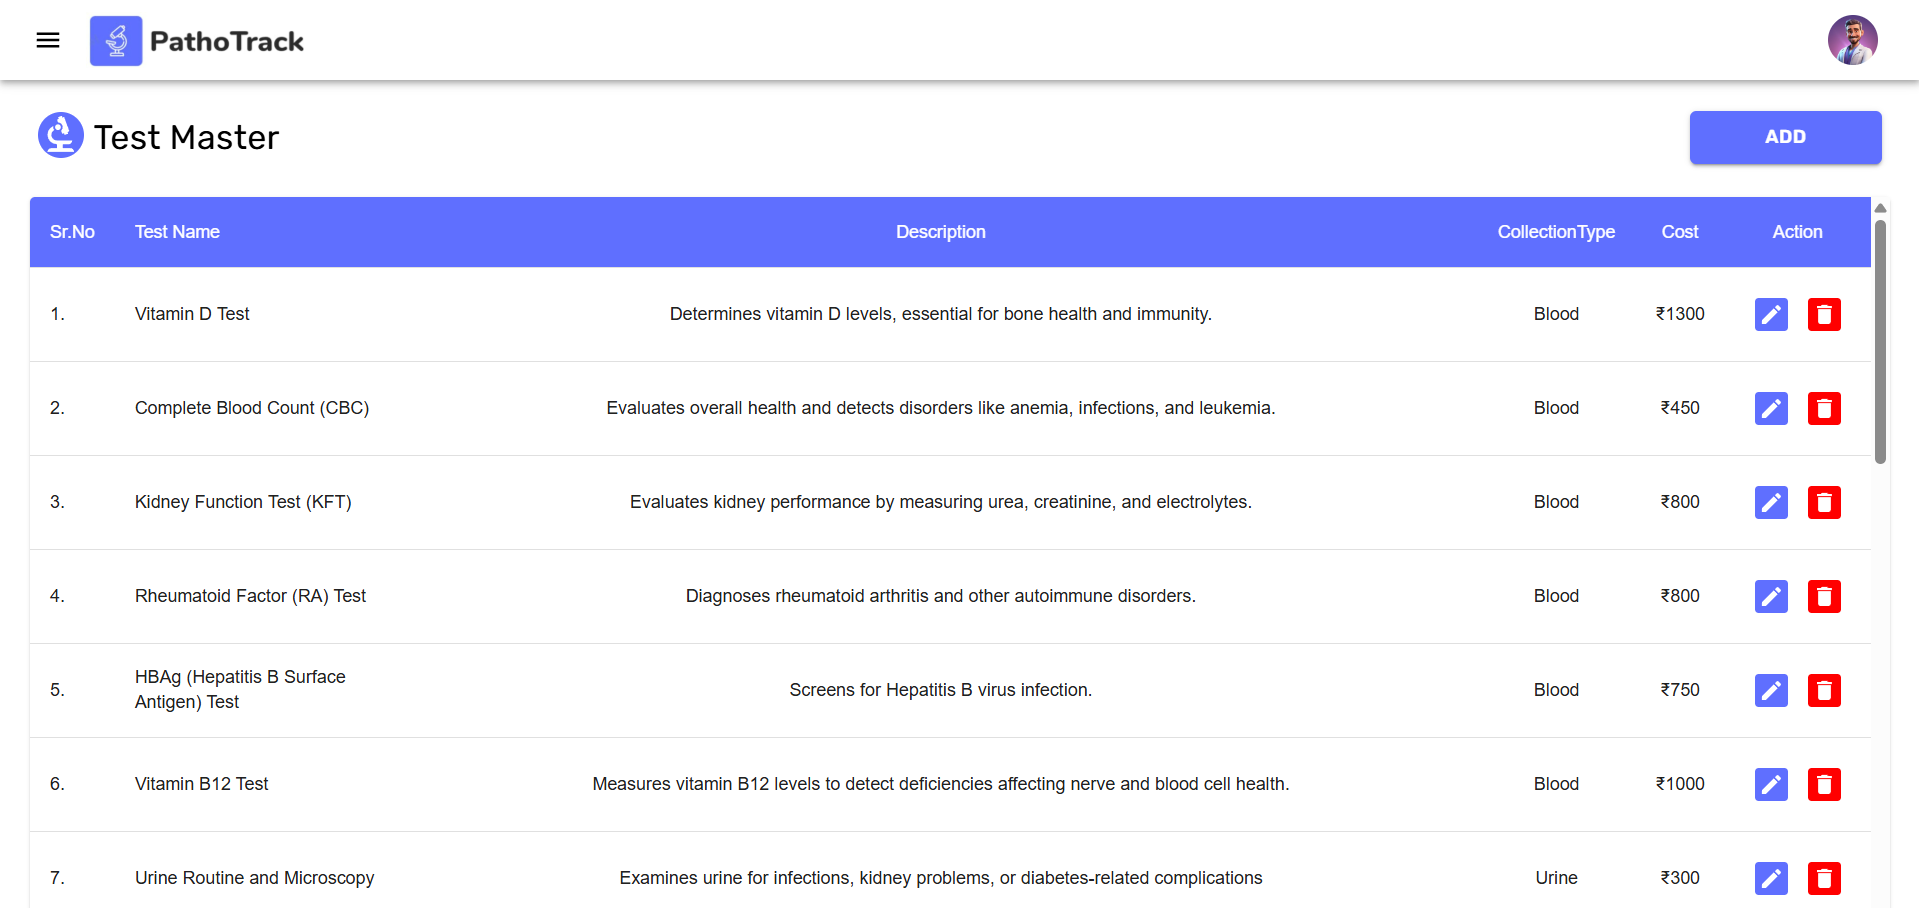 PathoTrack
Test Master
ADD
Sr.No Test Name Description CollectionType Cost Action
1. Vitamin D Test Determines vitamin D levels, essential for bone health and immunity. Blood ₹1300
2. Complete Blood Count (CBC) Evaluates overall health and detects disorders like anemia, infections, and leukemia. Blood ₹450
3. Kidney Function Test (KFT) Evaluates kidney performance by measuring urea, creatinine, and electrolytes. Blood ₹800
4. Rheumatoid Factor (RA) Test Diagnoses rheumatoid arthritis and other autoimmune disorders. Blood ₹800
5. HBAg (Hepatitis B Surface
Antigen) Test Screens for Hepatitis B virus infection. Blood ₹750
6. Vitamin B12 Test Measures vitamin B12 levels to detect deficiencies affecting nerve and blood cell health. Blood ₹1000
7. Urine Routine and Microscopy Examines urine for infections, kidney problems, or diabetes-related complications Urine ₹300